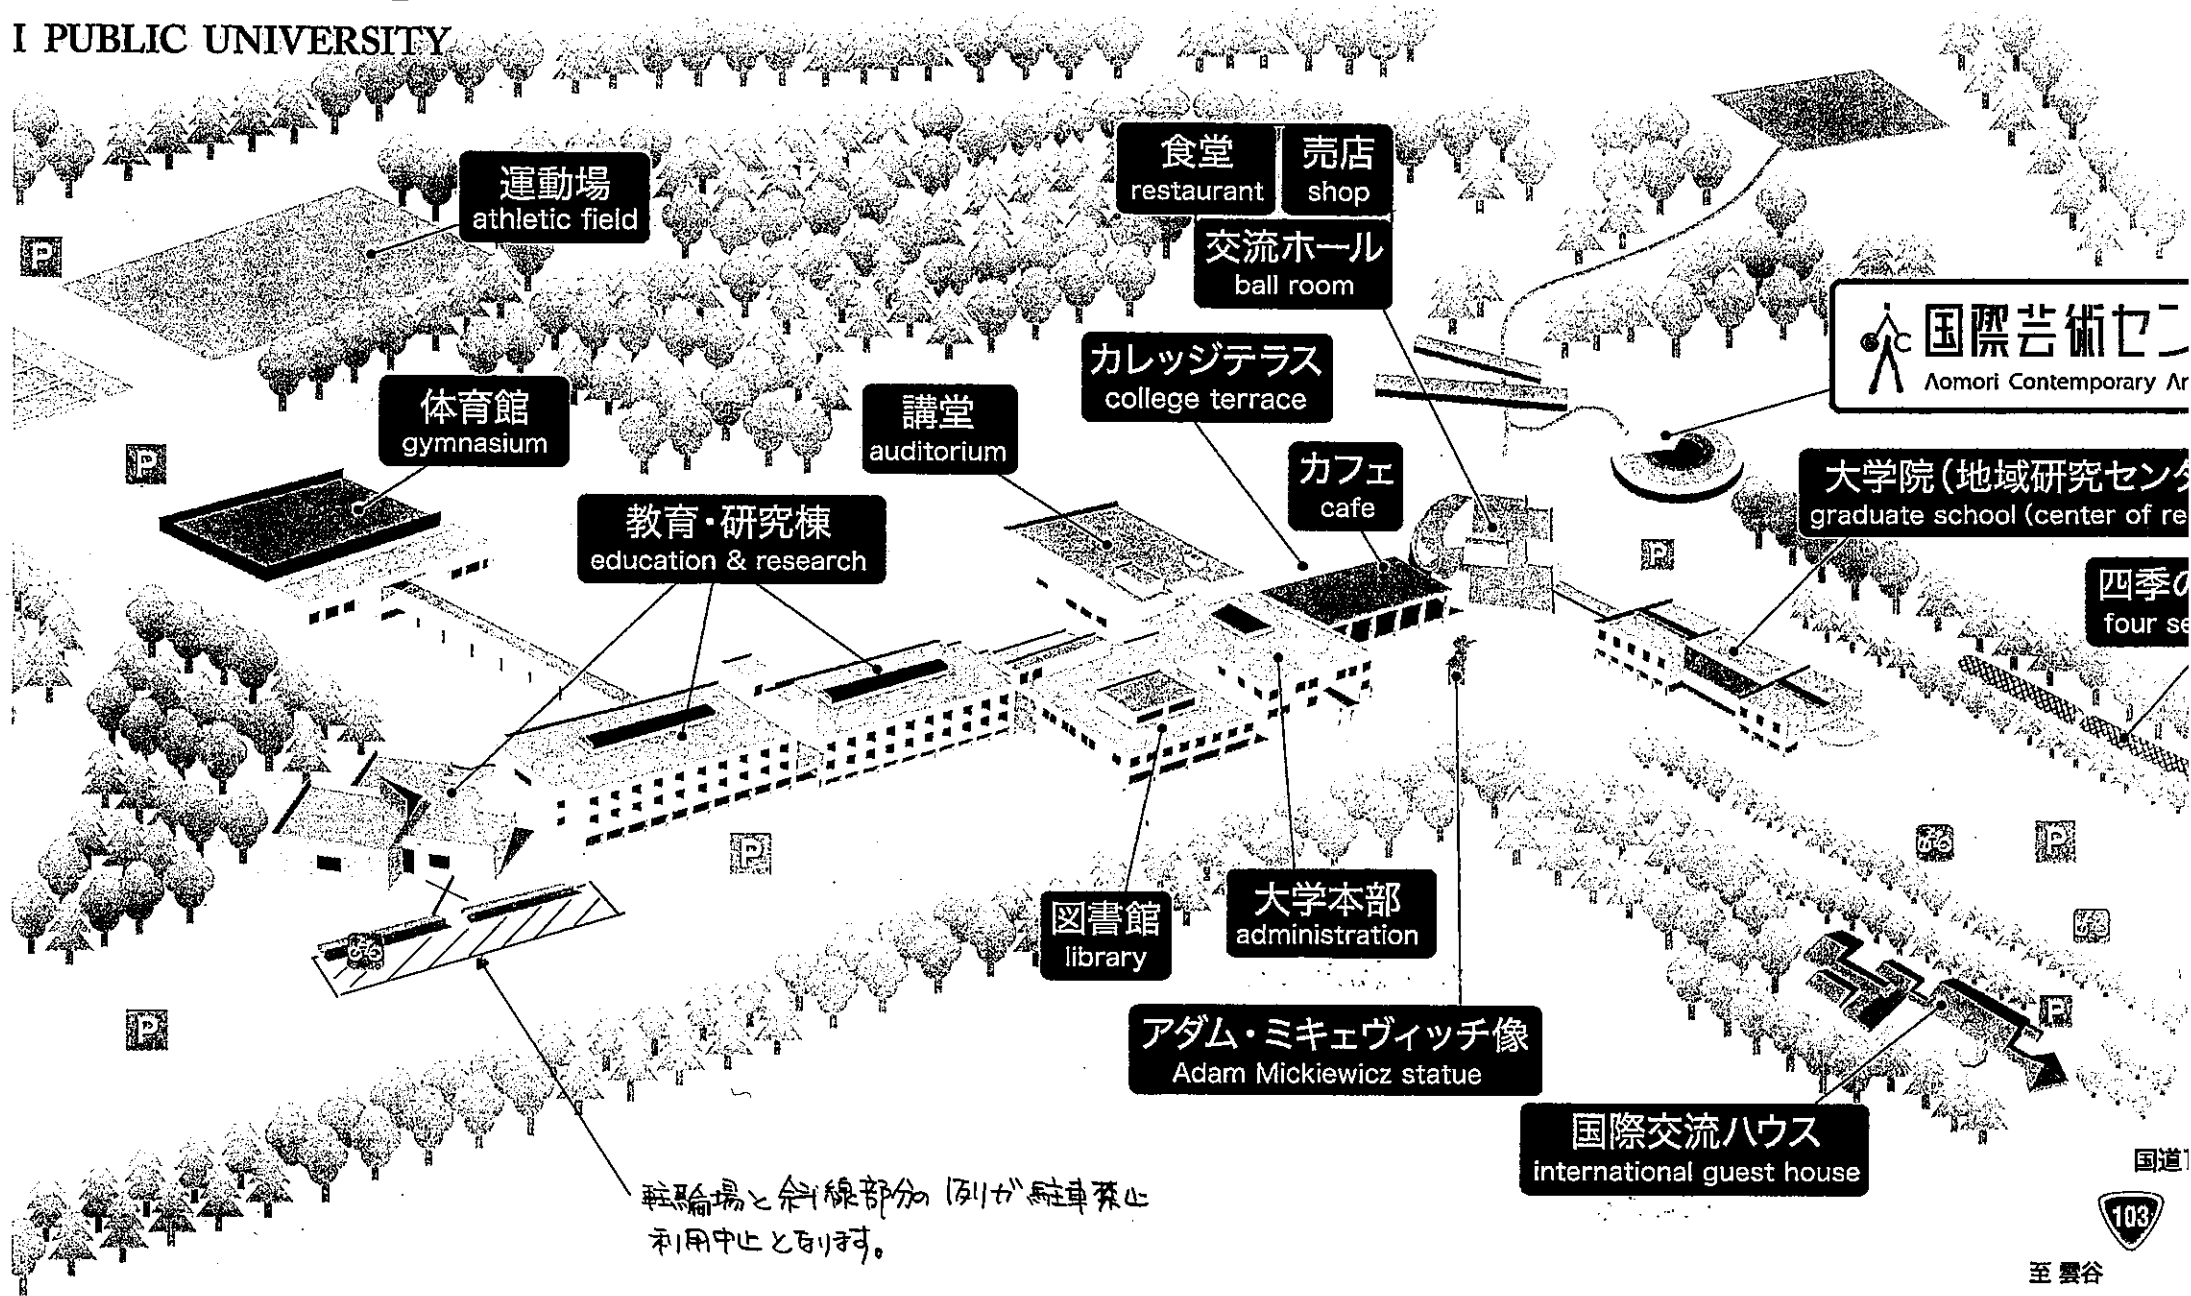 I PUBLIC UNIVERSITY
運動場
athletic field
P
食堂
restaurant
売店
shop
交流ホール
ball room
国際芸術セン
Aomori Contemporary Ar
カレッジテラス
college terrace
体育館
gymnasium
講堂
auditorium
P
カフェ
cafe
大学院(地域研究センタ
graduate school (center of re
教育・研究棟
education & research
P
四季の
four se
P
P
図書館
library
大学本部
administration
P
P
アダム・ミキェヴィッチ像
Adam Mickiewicz statue
国際交流ハウス
international guest house
国道1
駐輪場と斜線部分の 列が 駐車禁止
利用中止となります。
103
至 雲谷